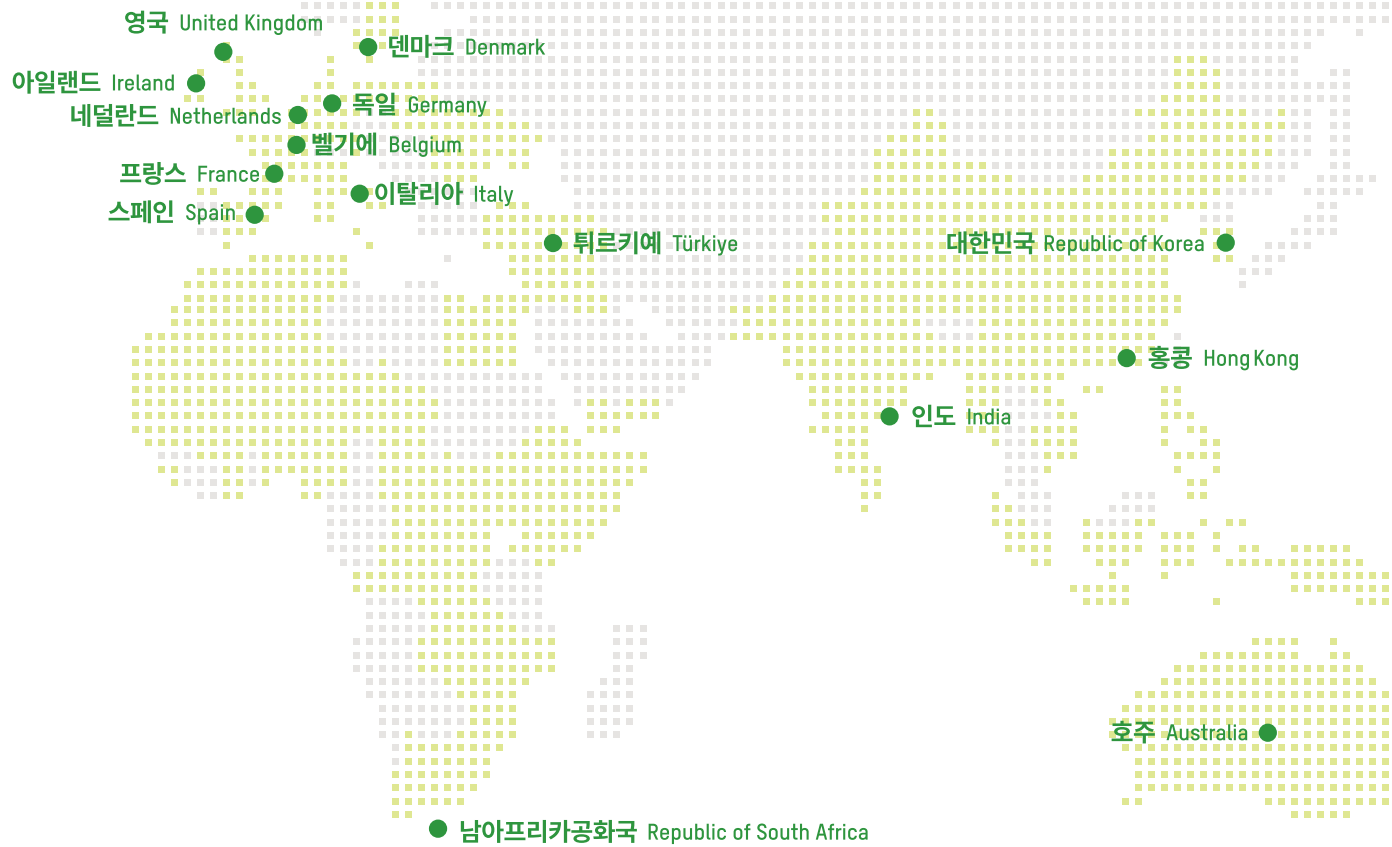 영국 United Kingdom
덴마크 Denmark
아일랜드 Ireland
독일 Germany
네덜란드 Netherlands
벨기에 Belgium
프랑스 France
이탈리아 Italy
스페인 Spain
튀르키예 Türkiye
대한민국 Republic of Korea
홍콩 Hong Kong
인도 India
호주 Australia
남아프리카공화국 Republic of South Africa